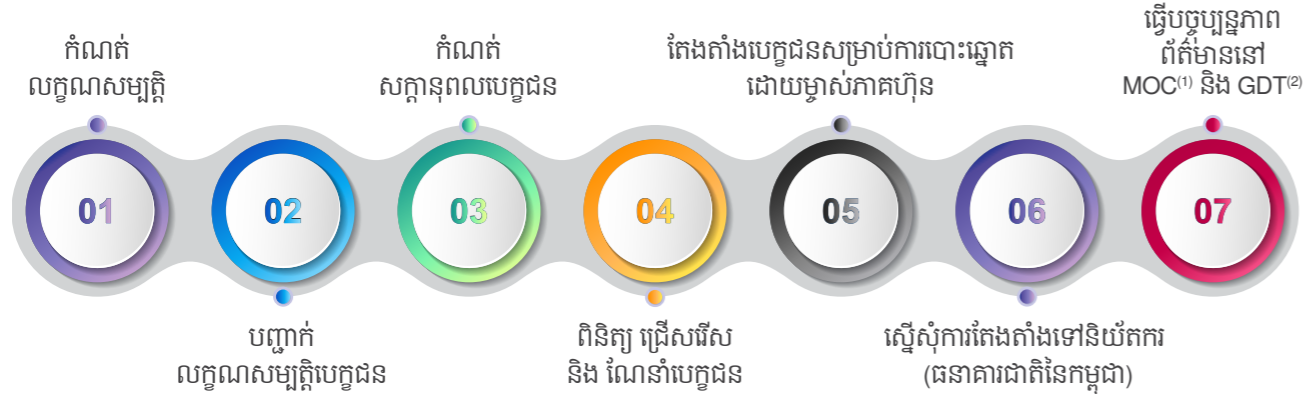 កំណត់
លក្ខណសម្បត្តិ
01
បញ្ជាក់
លក្ខណសម្បត្តិបេក្ខជន
02
កំណត់
សក្តានុពលបេក្ខជន
03
ពិនិត្យ ជ្រើសរើស
និង ណែនាំបេក្ខជន
04
តែងតាំងបេក្ខជនសម្រាប់ការបោះឆ្នោត
ដោយម្ចាស់ភាគហ៊ុន
05
ស្នើសុំការតែងតាំងទៅនិយ័តករ
(ធនាគារជាតិនៃកម្ពុជា)
06
ធ្វើបច្ចុប្បន្នភាព
ព័ត៌មាននៅ
MOC⁽¹⁾ និង GDT⁽²⁾
07